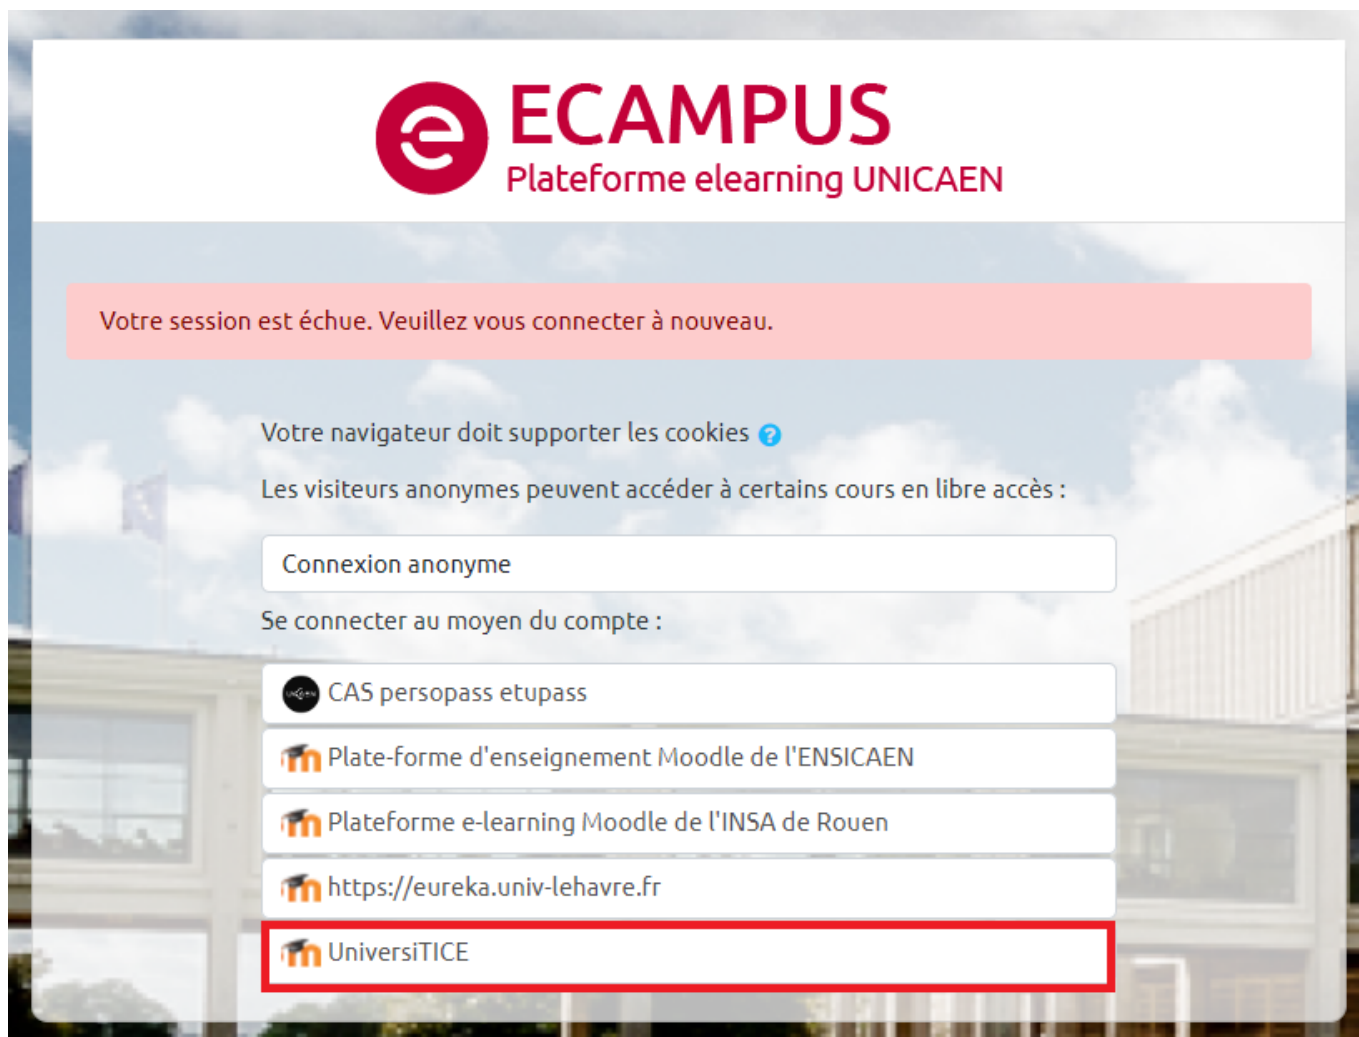 ECAMPUS
Plateforme elearning UNICAEN
Votre session est échue. Veuillez vous connecter à nouveau.
Votre navigateur doit supporter les cookies ?
Les visiteurs anonymes peuvent accéder à certains cours en libre accès :
Connexion anonyme
Se connecter au moyen du compte :
UNICAEN CAS persopass etupass
Plate-forme d'enseignement Moodle de l'ENSICAEN
Plateforme e-learning Moodle de l'INSA de Rouen
https://eureka.univ-lehavre.fr
UniversiTICE